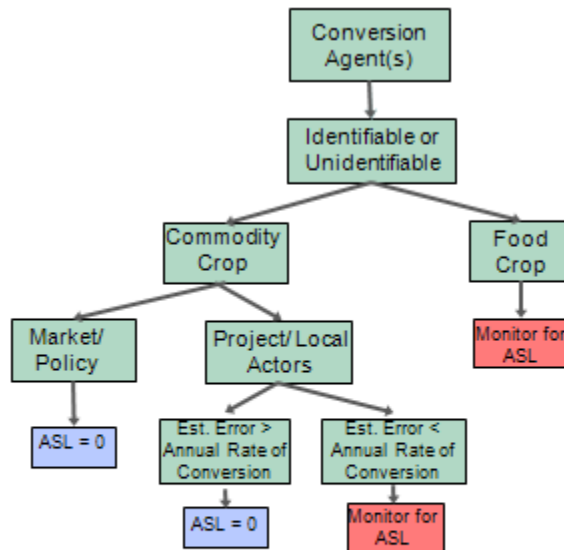 Conversion
Agent(s)
Identifiable or
Unidentifiable
Commodity
Crop
Food
Crop
Market/
Policy
Project/ Local
Actors
Monitor for
ASL
ASL = 0
Est. Error >
Annual Rate of
Conversion
Est. Error <
Annual Rate of
Conversion
ASL = 0
Monitor for
ASL